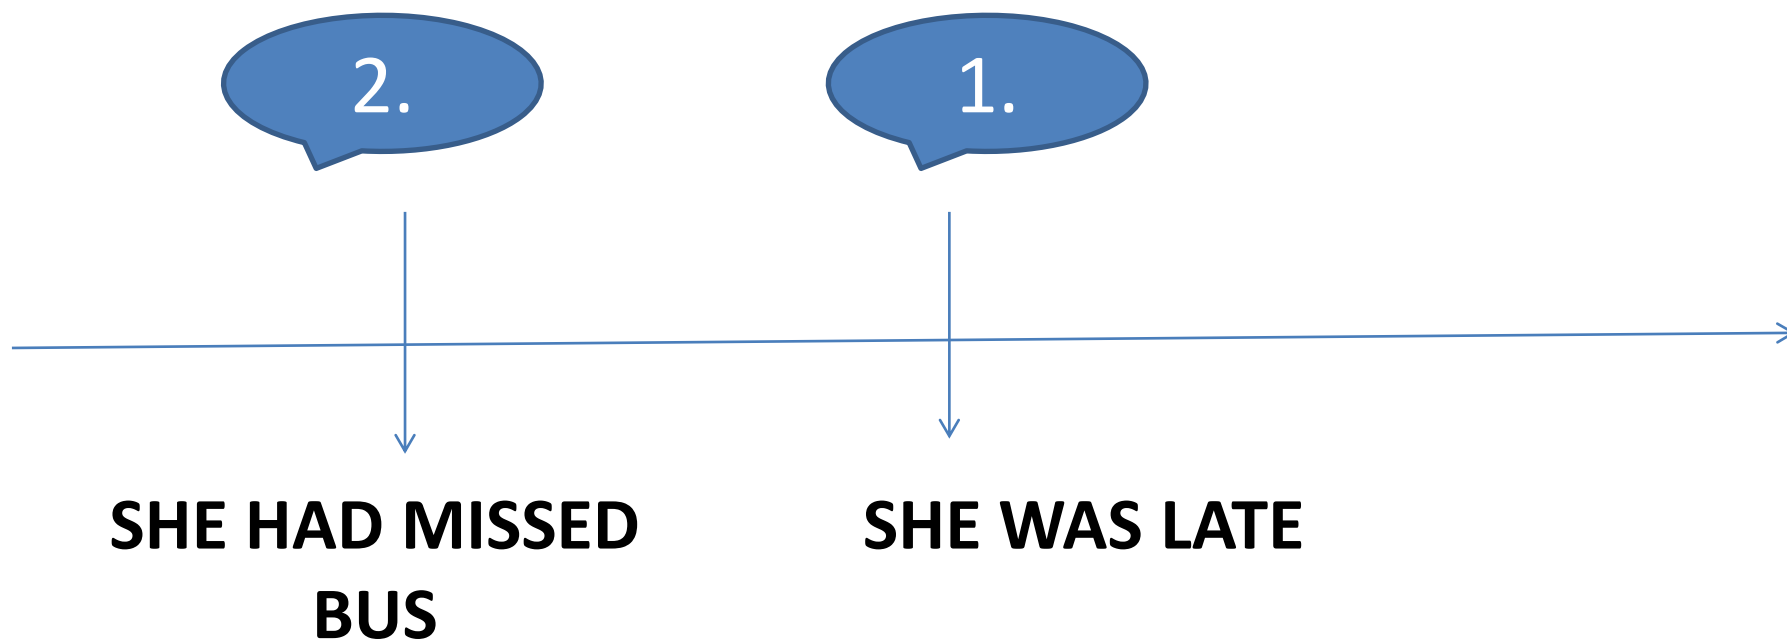 2.
1.
SHE HAD MISSED
BUS
SHE WAS LATE